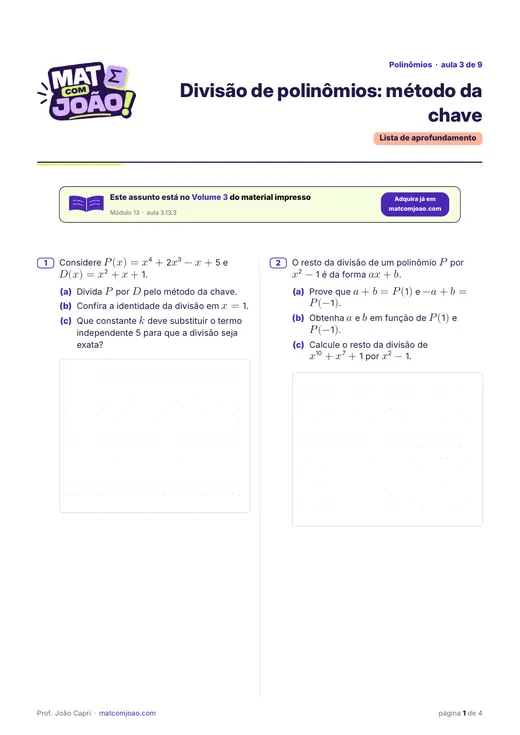 MAT Σ
COM
JOÃO!
Polinômios · aula 3 de 9
Divisão de polinômios: método da
chave
Lista de aprofundamento
Este assunto está no Volume 3 do material impresso
Módulo 13 · aula 3.13.3
Adquira já em
matcomjoao.com
1 Considere P(x) = x⁴ + 2x³ − x + 5 e
D(x) = x² + x + 1.
(a) Divida P por D pelo método da chave.
(b) Confira a identidade da divisão em x = 1.
(c) Que constante k deve substituir o termo
independente 5 para que a divisão seja
exata?
2 O resto da divisão de um polinômio P por
x² − 1 é da forma ax + b.
(a) Prove que a + b = P(1) e −a + b =
P(−1).
(b) Obtenha a e b em função de P(1) e
P(−1).
(c) Calcule o resto da divisão de
x¹⁰ + x⁷ + 1 por x² − 1.
Prof. João Capri · matcomjoao.com
página 1 de 4